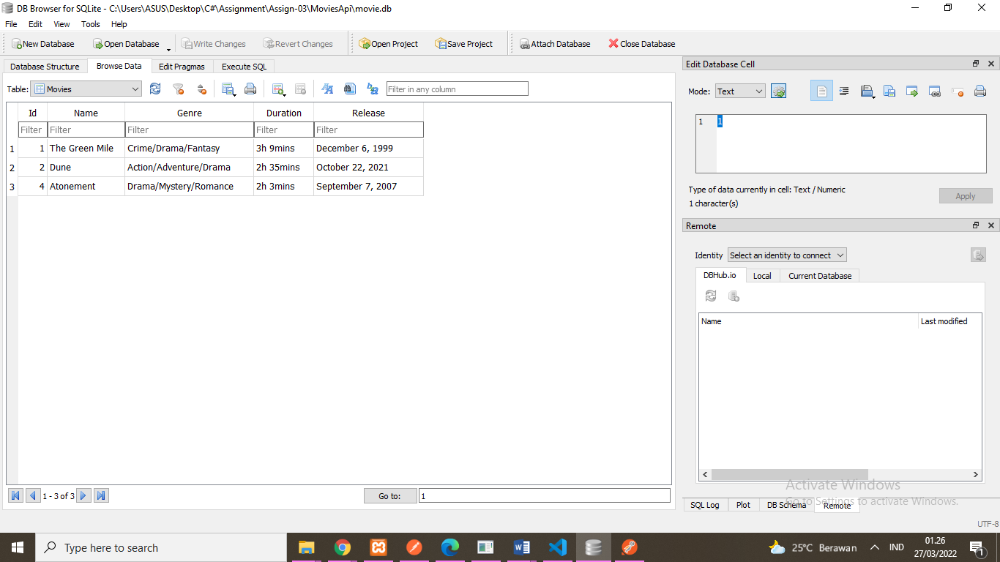 DB Browser for SQLite - C:\Users\ASUS\Desktop\C#\Assignment\Assign-03\MoviesApi\movie.db
File Edit View Tools Help
New Database Open Database Write Changes Revert Changes Open Project Save Project Attach Database Close Database
Database Structure Browse Data Edit Pragmas Execute SQL
Table: Movies Filter in any column
Id Name Genre Duration Release
Filter Filter Filter Filter Filter
1 1 The Green Mile Crime/Drama/Fantasy 3h 9mins December 6, 1999
2 2 Dune Action/Adventure/Drama 2h 35mins October 22, 2021
3 4 Atonement Drama/Mystery/Romance 2h 3mins September 7, 2007
1 - 3 of 3 Go to: 1
Edit Database Cell
Mode: Text
1 1
Type of data currently in cell: Text / Numeric
1 character(s)
Apply
Remote
Identity Select an identity to connect
DBHub.io Local Current Database
Name Last modified
Activate Windows
Go to Settings to activate Windows.
SQL Log Plot DB Schema Remote
UTF-8
Type here to search
25°C Berawan IND 01.26
27/03/2022
1